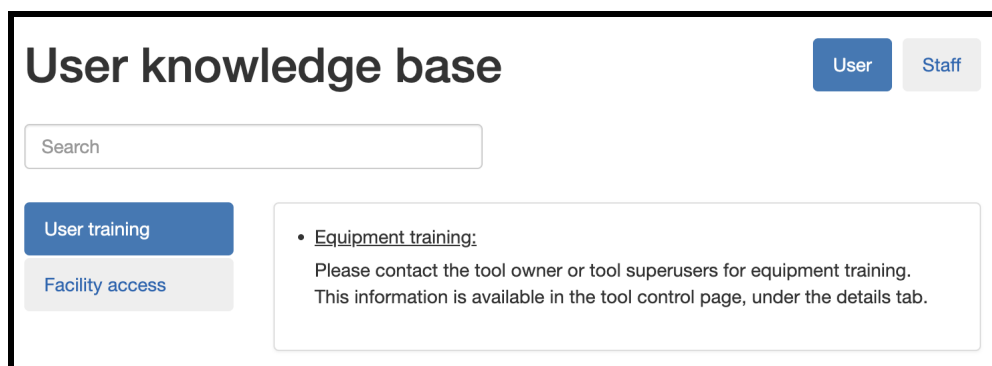 User knowledge base
User
Staff
Search
User training
Facility access
• Equipment training:
Please contact the tool owner or tool superusers for equipment training.
This information is available in the tool control page, under the details tab.